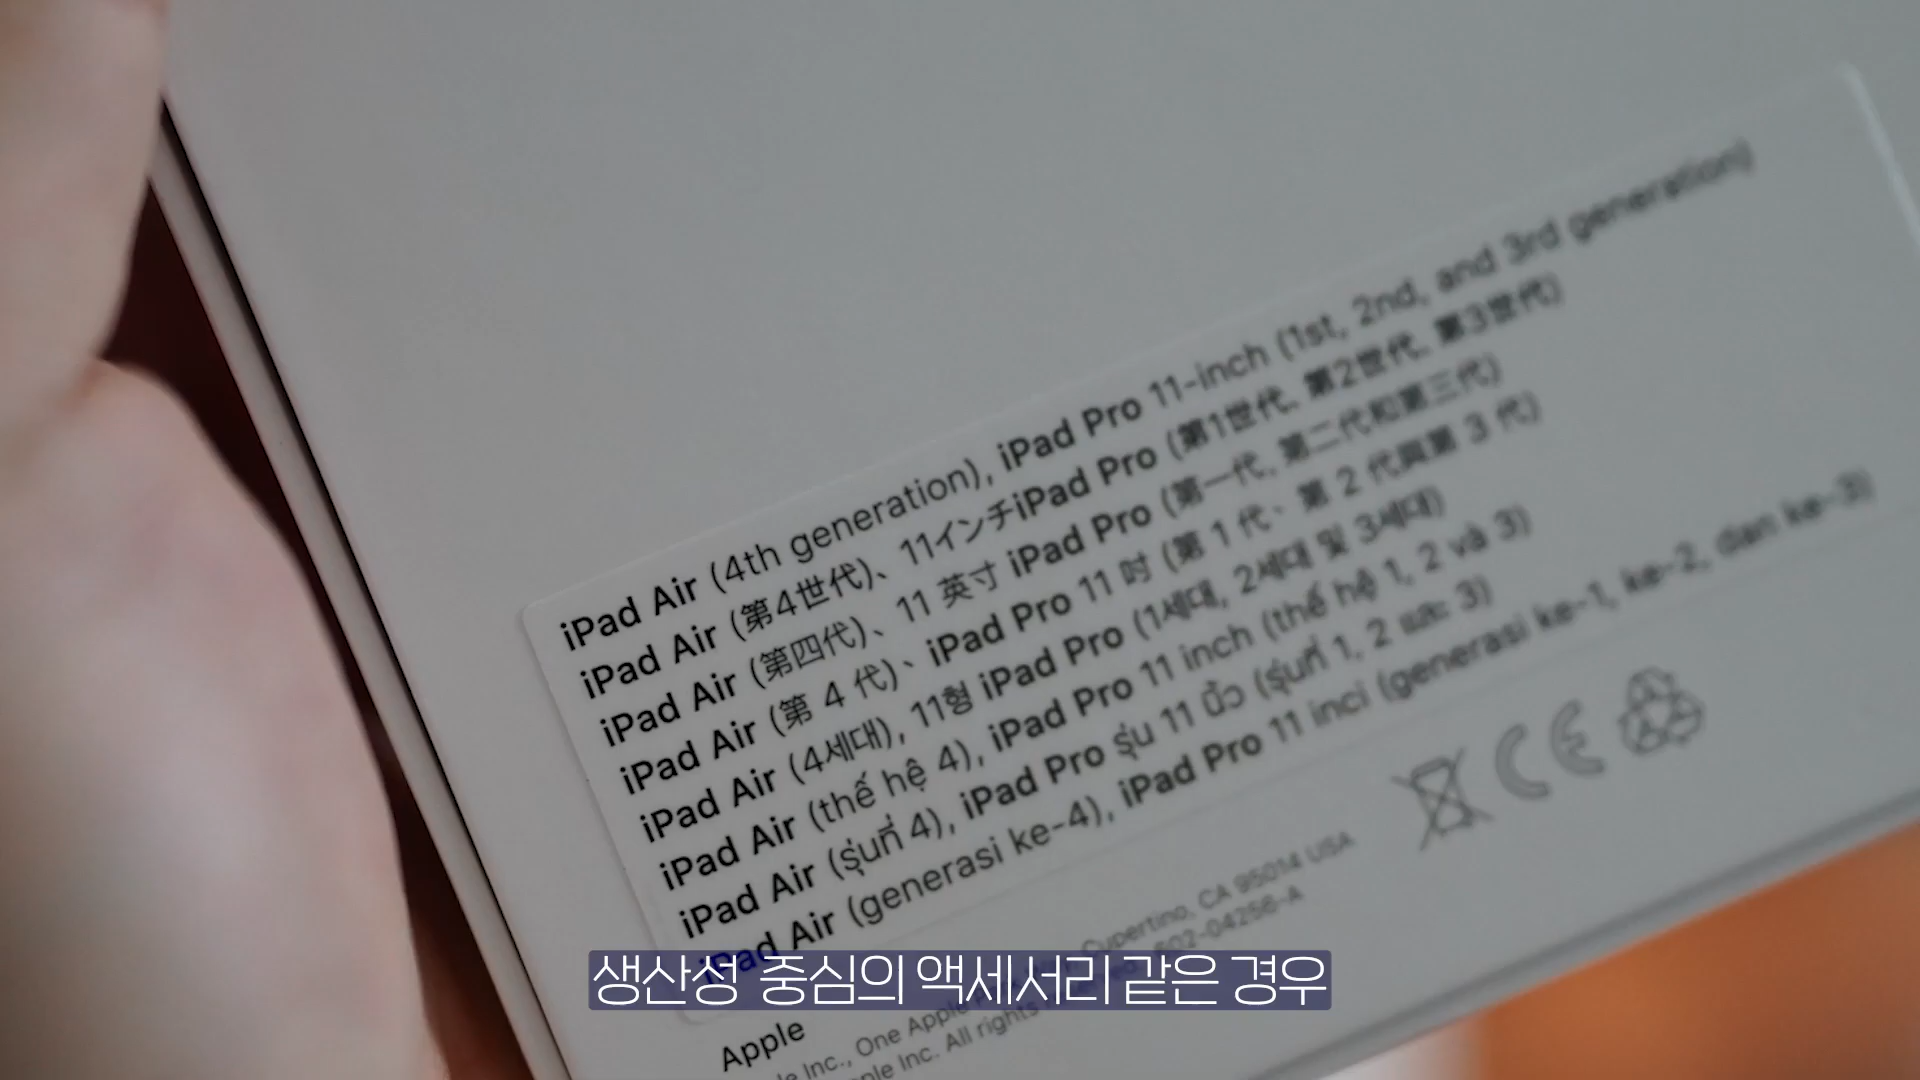 iPad Air (4th generation), iPad Pro 11-inch (1st, 2nd, and 3rd generation)
iPad Air (第4世代)、11インチiPad Pro (第1世代、第2世代、第3世代)
iPad Air (第四代)、11 英寸 iPad Pro (第一代, 第二代和第三代)
iPad Air (第 4 代)、iPad Pro 11 吋 (第 1 代、第 2 代與第 3 代)
iPad Air (4세대), 11형 iPad Pro (1세대, 2세대 및 3세대)
iPad Air (thế hệ 4), iPad Pro 11 inch (thế hệ 1, 2 và 3)
iPad Air (รุ่นที่ 4), iPad Pro รุ่น 11 นิ้ว (รุ่นที่ 1, 2 และ 3)
iPad Air (generasi ke-4), iPad Pro 11 inci (generasi ke-1, ke-2, dan ke-3)
CE
생산성 중심의 액세서리 같은 경우
Apple
Inc., One Apple Cupertino, CA 95014 USA
Inc. All rights 602-04256-A